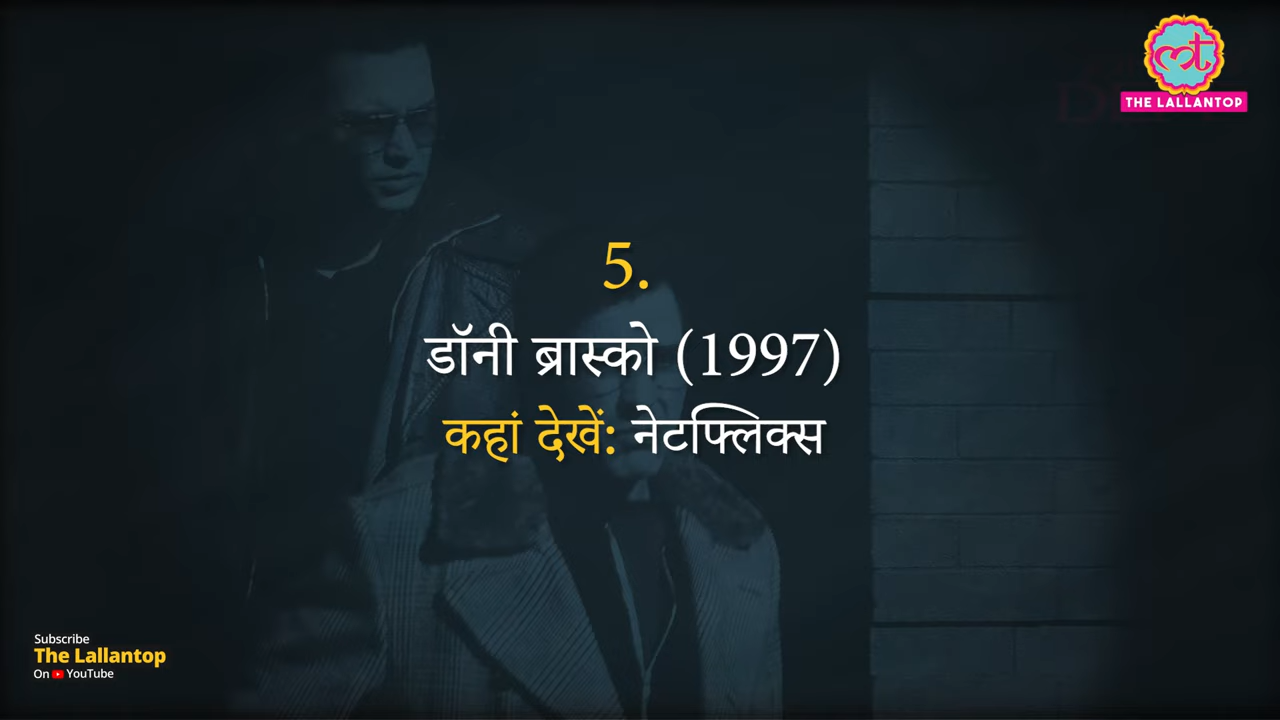 THE LALLANTOP
5.
डॉनी ब्रास्को (1997)
कहां देखें: नेटफ्लिक्स
Subscribe
The Lallantop
On YouTube